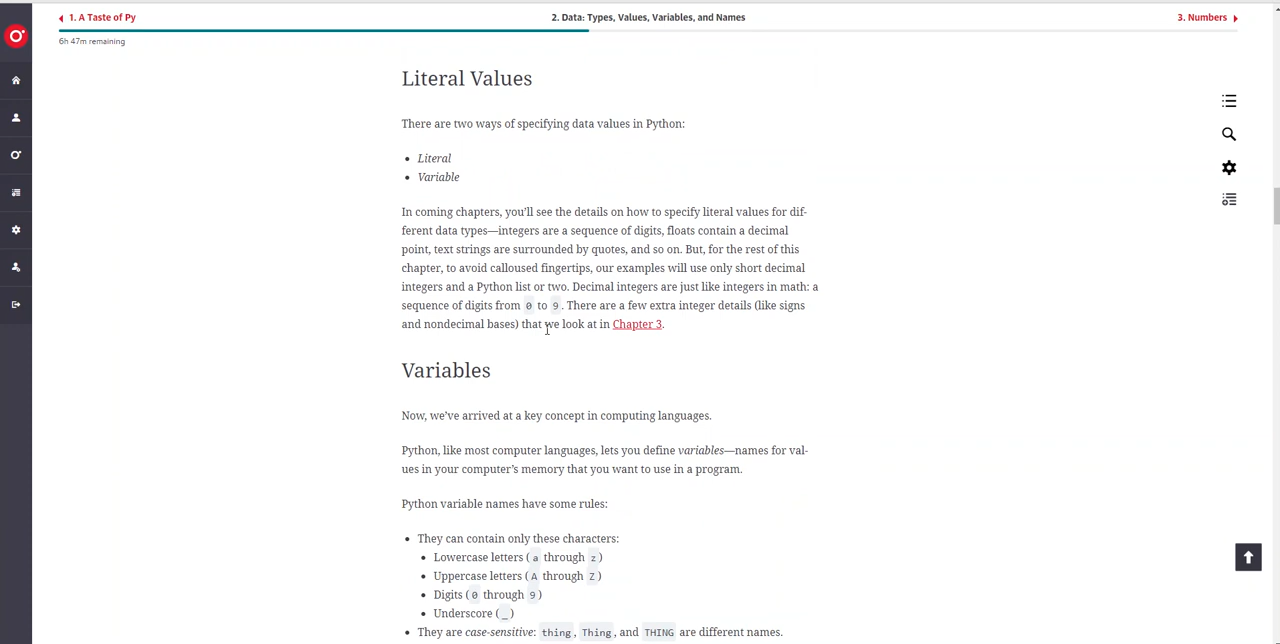 1. A Taste of Py
2. Data: Types, Values, Variables, and Names
3. Numbers
6h 47m remaining
Literal Values
There are two ways of specifying data values in Python:
Literal
Variable
In coming chapters, you’ll see the details on how to specify literal values for dif-
ferent data types—integers are a sequence of digits, floats contain a decimal
point, text strings are surrounded by quotes, and so on. But, for the rest of this
chapter, to avoid calloused fingertips, our examples will use only short decimal
integers and a Python list or two. Decimal integers are just like integers in math: a
sequence of digits from 0 to 9. There are a few extra integer details (like signs
and nondecimal bases) that we look at in Chapter 3.
Variables
Now, we’ve arrived at a key concept in computing languages.
Python, like most computer languages, lets you define variables—names for val-
ues in your computer’s memory that you want to use in a program.
Python variable names have some rules:
They can contain only these characters:
Lowercase letters (a through z)
Uppercase letters (A through Z)
Digits (0 through 9)
Underscore (_)
They are case-sensitive: thing, Thing, and THING are different names.